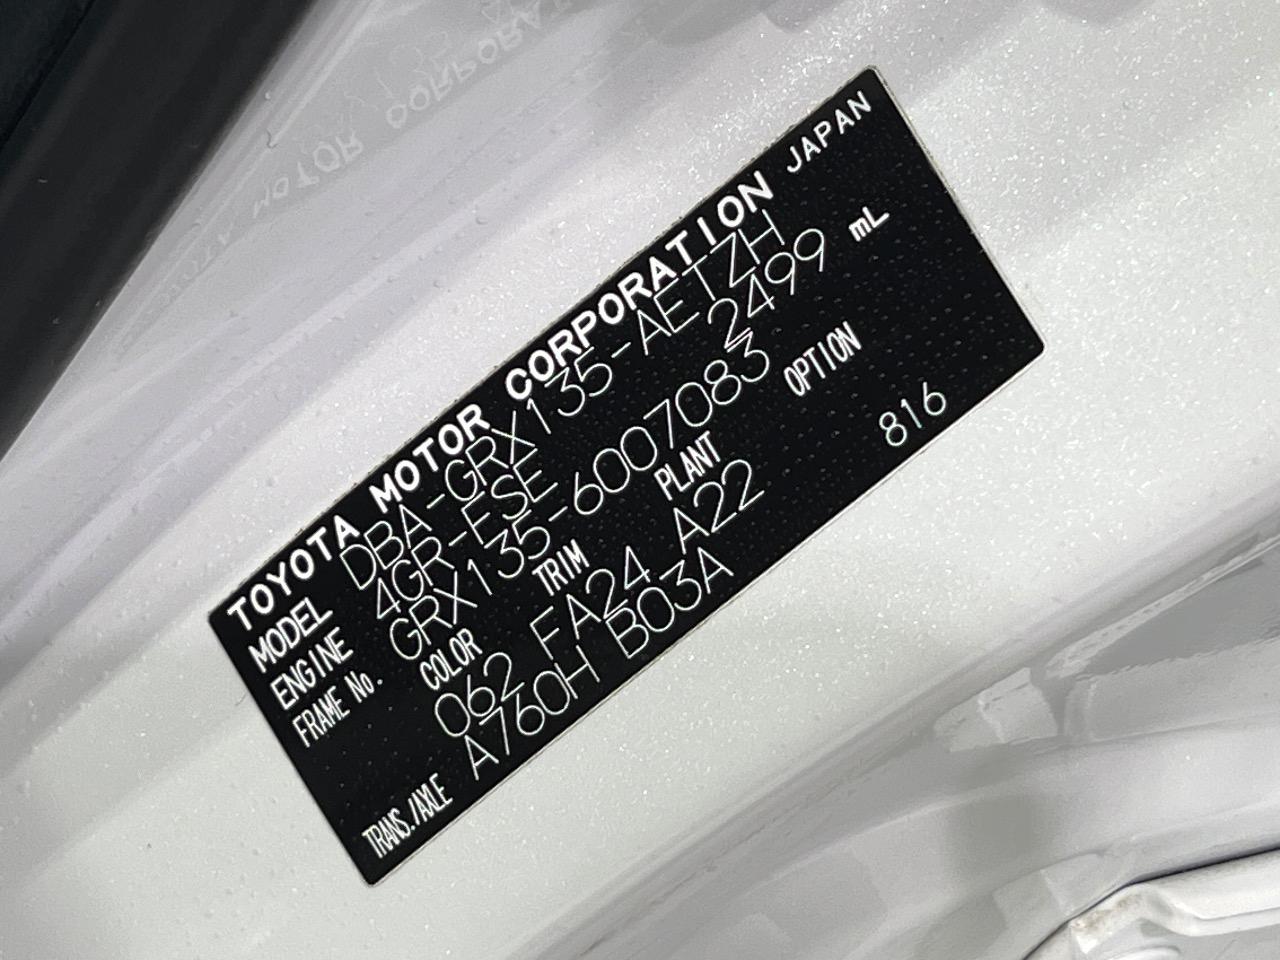 TOYOTA MOTOR CORPORATION JAPAN
MODEL DBA-GRX135-AETZH
ENGINE 4GR-FSE 2499 mL
FRAME No. GRX135-6007083
COLOR TRIM PLANT OPTION
062 FA24 A22 816
TRANS./AXLE A760H B03A